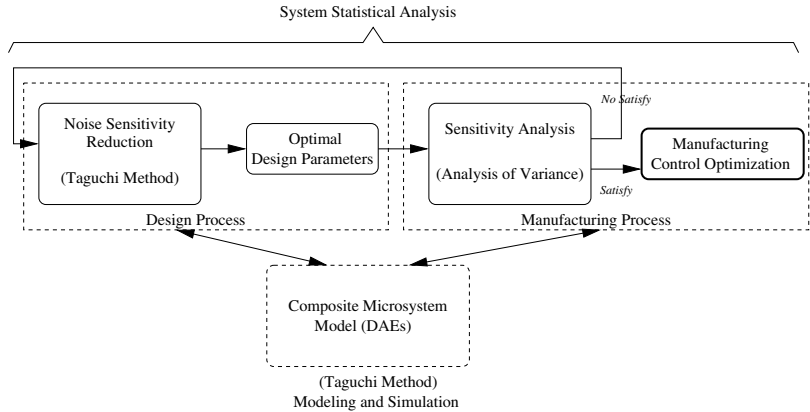 System Statistical Analysis
No Satisfy
Noise Sensitivity
Reduction
(Taguchi Method)
Optimal
Design Parameters
Sensitivity Analysis
(Analysis of Variance)
Manufacturing
Control Optimization
Satisfy
Design Process
Manufacturing Process
Composite Microsystem
Model (DAEs)
(Taguchi Method)
Modeling and Simulation